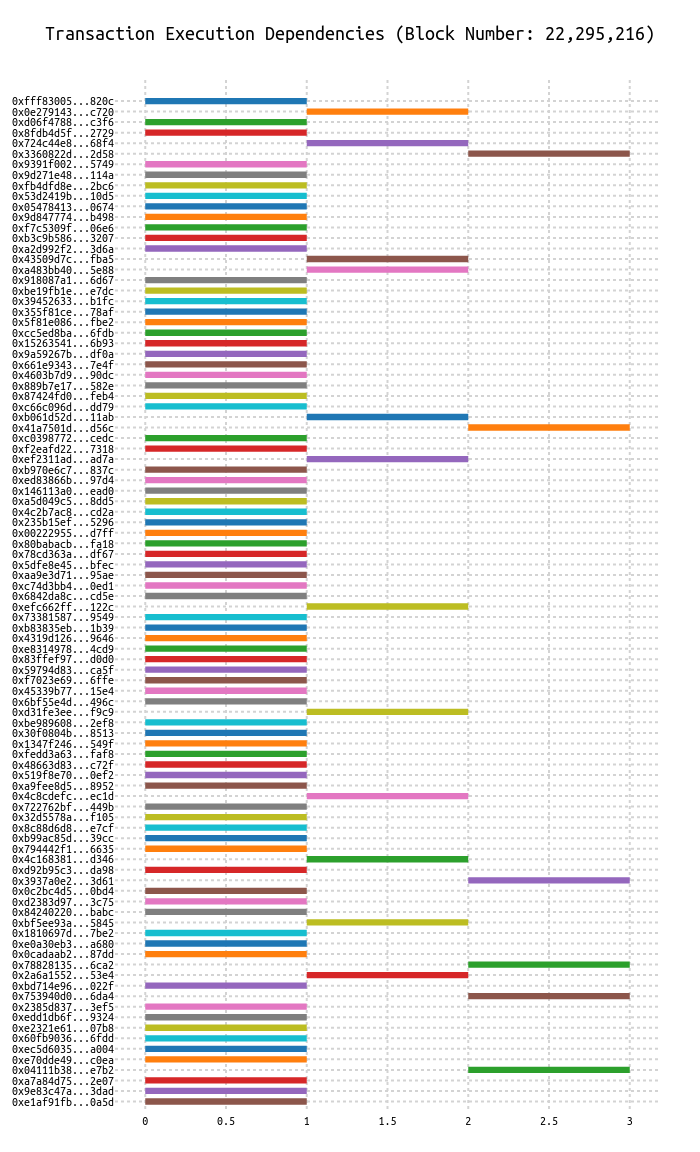 Transaction Execution Dependencies (Block Number: 22,295,216)
0xfff83005...820c
0x0e279143...c720
0xd06f4788...c3f6
0x8fdb4d5f...2729
0x724c44e8...68f4
0x3360822d...2d58
0x9391f002...5749
0x9d271e48...114a
0xfb4dfd8e...2bc6
0x53d2419b...10d5
0x05478413...0674
0x9d847774...b498
0xf7c5309f...06e6
0xb3c9b586...3207
0xa2d992f2...3d6a
0x43509d7c...fba5
0xa483bb40...5e88
0x918087a1...6d67
0xbe19fb1e...e7dc
0x39452633...b1fc
0x355f81ce...78af
0x5f81e086...fbe2
0xcc5ed8ba...6fdb
0x15263541...6b93
0x9a59267b...df0a
0x661e9343...7e4f
0x4603b7d9...90dc
0x889b7e17...582e
0x87424fd0...feb4
0xc66c096d...dd79
0xb061d52d...11ab
0x41a7501d...d56c
0xc0398772...cedc
0xf2eafd22...7318
0xef2311ad...ad7a
0xb970e6c7...837c
0xed83866b...97d4
0x146113a0...ead0
0xa5d049c5...8dd5
0x4c2b7ac8...cd2a
0x235b15ef...5296
0x00222955...d7ff
0x80babacb...fa18
0x78cd363a...df67
0x5dfe8e45...bfec
0xaa9e3d71...95ae
0xc74d3bb4...0ed1
0x6842da8c...cd5e
0xefc662ff...122c
0x73381587...9549
0xb83835eb...1b39
0x4319d126...9646
0xe8314978...4cd9
0x83ffef97...d0d0
0x59794d83...ca5f
0xf7023e69...6ffe
0x45339b77...15e4
0x6bf55e4d...496c
0xd31fe3ee...f9c9
0xbe989608...2ef8
0x30f0804b...8513
0x1347f246...549f
0xfedd3a63...faf8
0x48663d83...c72f
0x519f8e70...0ef2
0xa9fee8d5...8952
0x4c8cdefc...ec1d
0x722762bf...449b
0x32d5578a...f105
0x8c88d6d8...e7cf
0xb99ac85d...39cc
0x794442f1...6635
0x4c168381...d346
0xd92b95c3...da98
0x3937a0e2...3d61
0x0c2bc4d5...0bd4
0xd2383d97...3c75
0x84240220...babc
0xbf5ee93a...5845
0x1810697d...7be2
0xe0a30eb3...a680
0x0cadaab2...87dd
0x78828135...6ca2
0x2a6a1552...53e4
0xbd714e96...022f
0x753940d0...6da4
0x2385d837...3ef5
0xedd1db6f...9324
0xe2321e61...07b8
0x60fb9036...6fdd
0xec5d6035...a004
0xe70dde49...c0ea
0x04111b38...e7b2
0xa7a84d75...2e07
0x9e83c47a...3dad
0xe1af91fb...0a5d
0 0.5 1 1.5 2 2.5 3